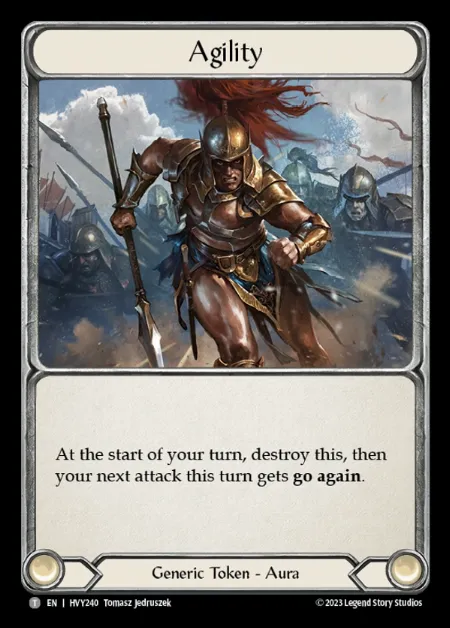 Agility
At the start of your turn, destroy this, then
your next attack this turn gets go again.
Generic Token - Aura
T EN | HVY240 Tomasz Jedruszek © 2023 Legend Story Studios